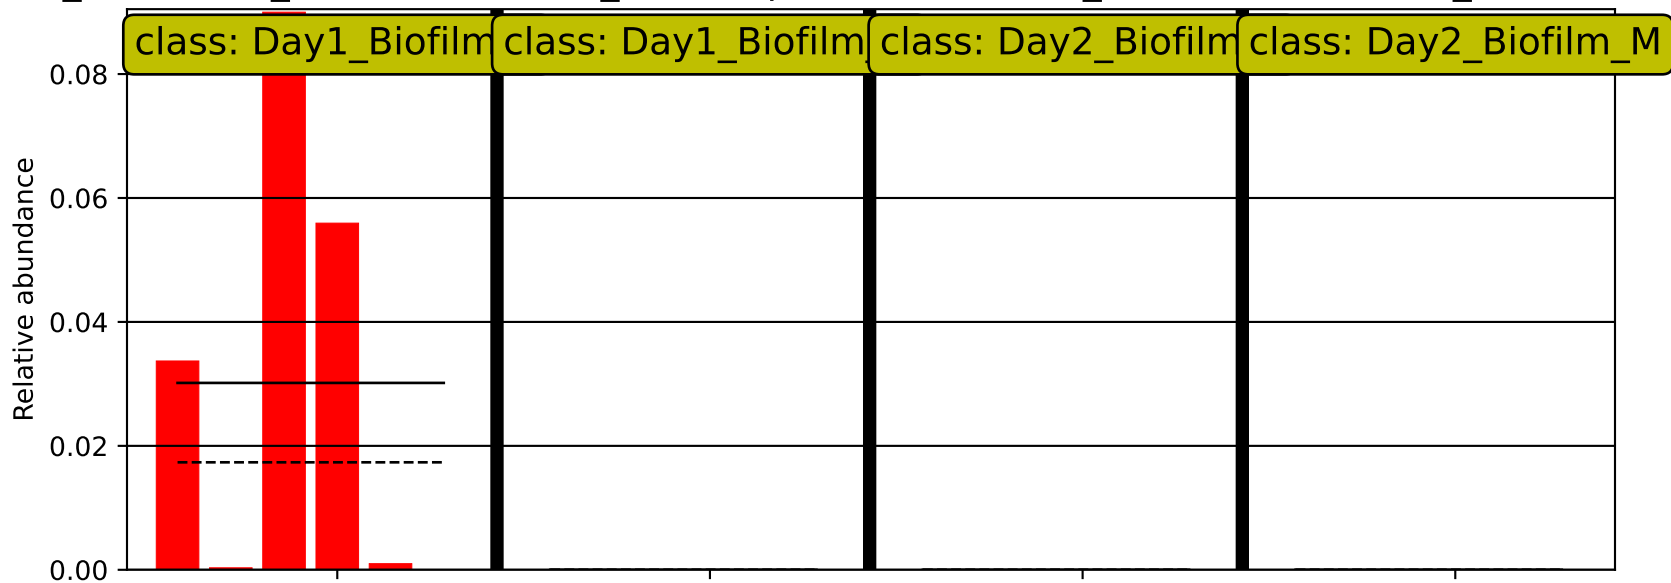 class: Day1_Biofilm
class: Day1_Biofilm
class: Day2_Biofilm
class: Day2_Biofilm_M
0.08
0.06
0.04
0.02
0.00
Relative abundance